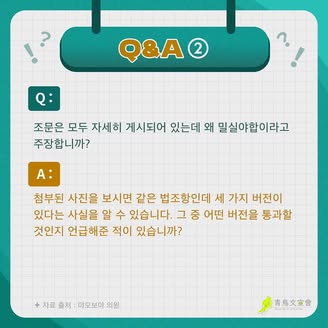 Q&A ②
!?
?!
Q:
조문은 모두 자세히 게시되어 있는데 왜 밀실야합이라고
주장합니까?
A:
첨부된 사진을 보시면 같은 법조항인데 세 가지 버전이
있다는 사실을 알 수 있습니다. 그 중 어떤 버전을 통과할
것인지 언급해준 적이 있습니까?
자료 출처 : 더모보마 의원
青鳥文宣會